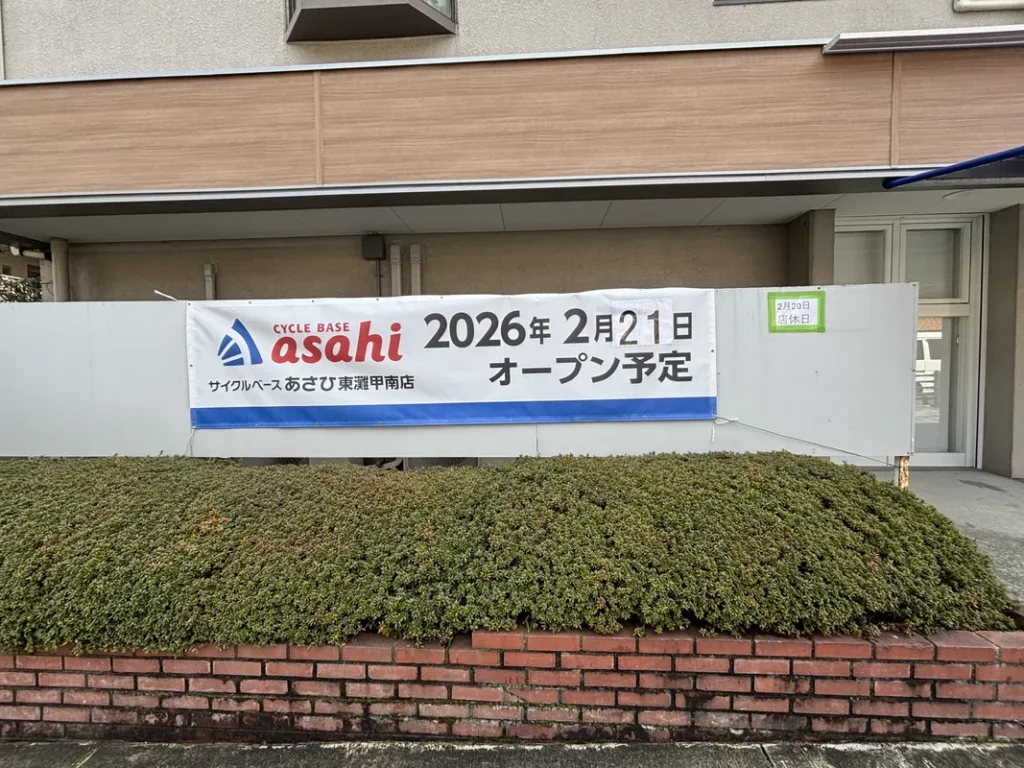 CYCLE BASE
asahi
サイクルベースあさひ東灘甲南店
2026年 2月21日
オープン予定
2月20日
店休日